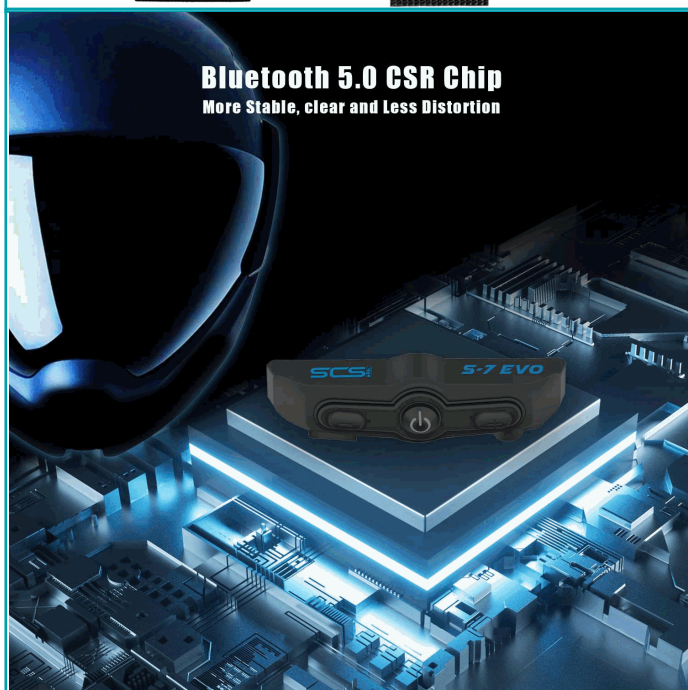 Bluetooth 5.0 CSR Chip
More Stable, clear and Less Distortion
SCS S-7 EVO